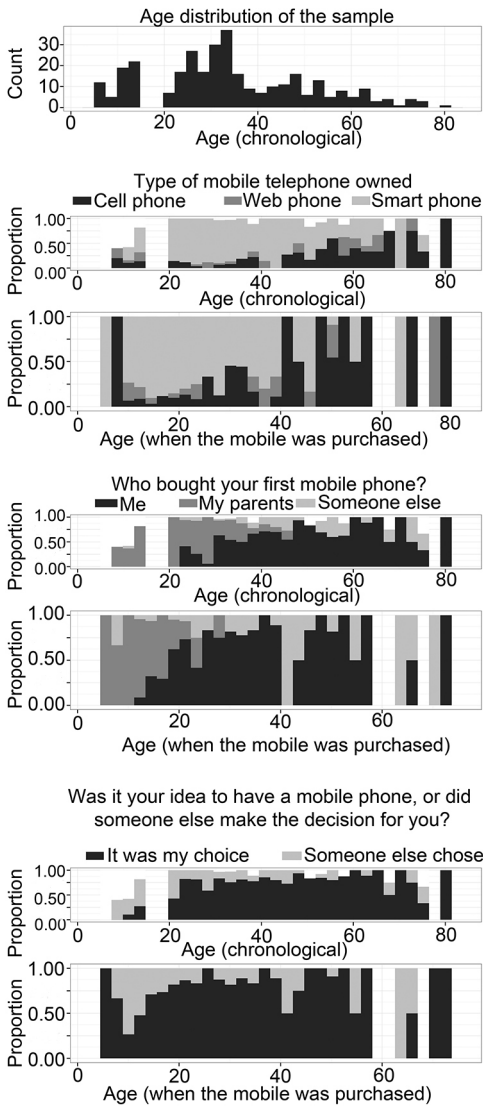 Age distribution of the sample
Count
30
20
10
0
0 20 40 60 80
Age (chronological)
Type of mobile telephone owned
Cell phone Web phone Smart phone
Proportion
1.00
0.50
0.00
0 20 40 60 80
Age (chronological)
Proportion
1.00
0.50
0.00
0 20 40 60 80
Age (when the mobile was purchased)
Who bought your first mobile phone?
Me My parents Someone else
Proportion
1.00
0.50
0.00
0 20 40 60 80
Age (chronological)
Proportion
1.00
0.50
0.00
0 20 40 60
Age (when the mobile was purchased)
Was it your idea to have a mobile phone, or did
someone else make the decision for you?
It was my choice Someone else chose
Proportion
1.00
0.50
0.00
0 20 40 60 80
Age (chronological)
Proportion
1.00
0.50
0.00
0 20 40 60
Age (when the mobile was purchased)